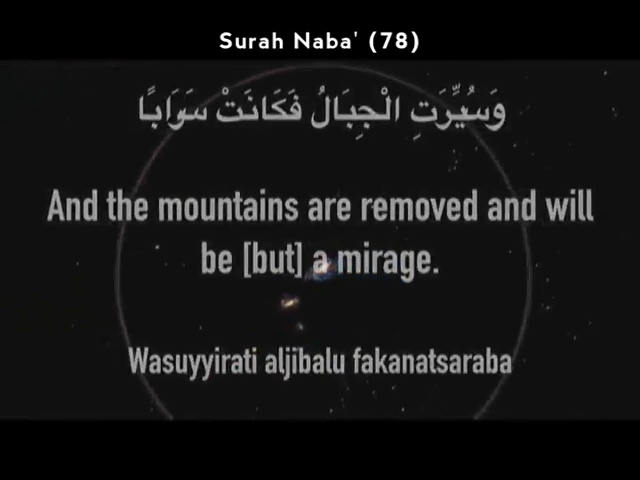 Surah Naba' (78)
وَسُيِّرَتِ الْجِبَالُ فَكَانَتْ سَرَابًا
And the mountains are removed and will
be [but] a mirage.
Wasuyyirati aljibalu fakanatsaraba